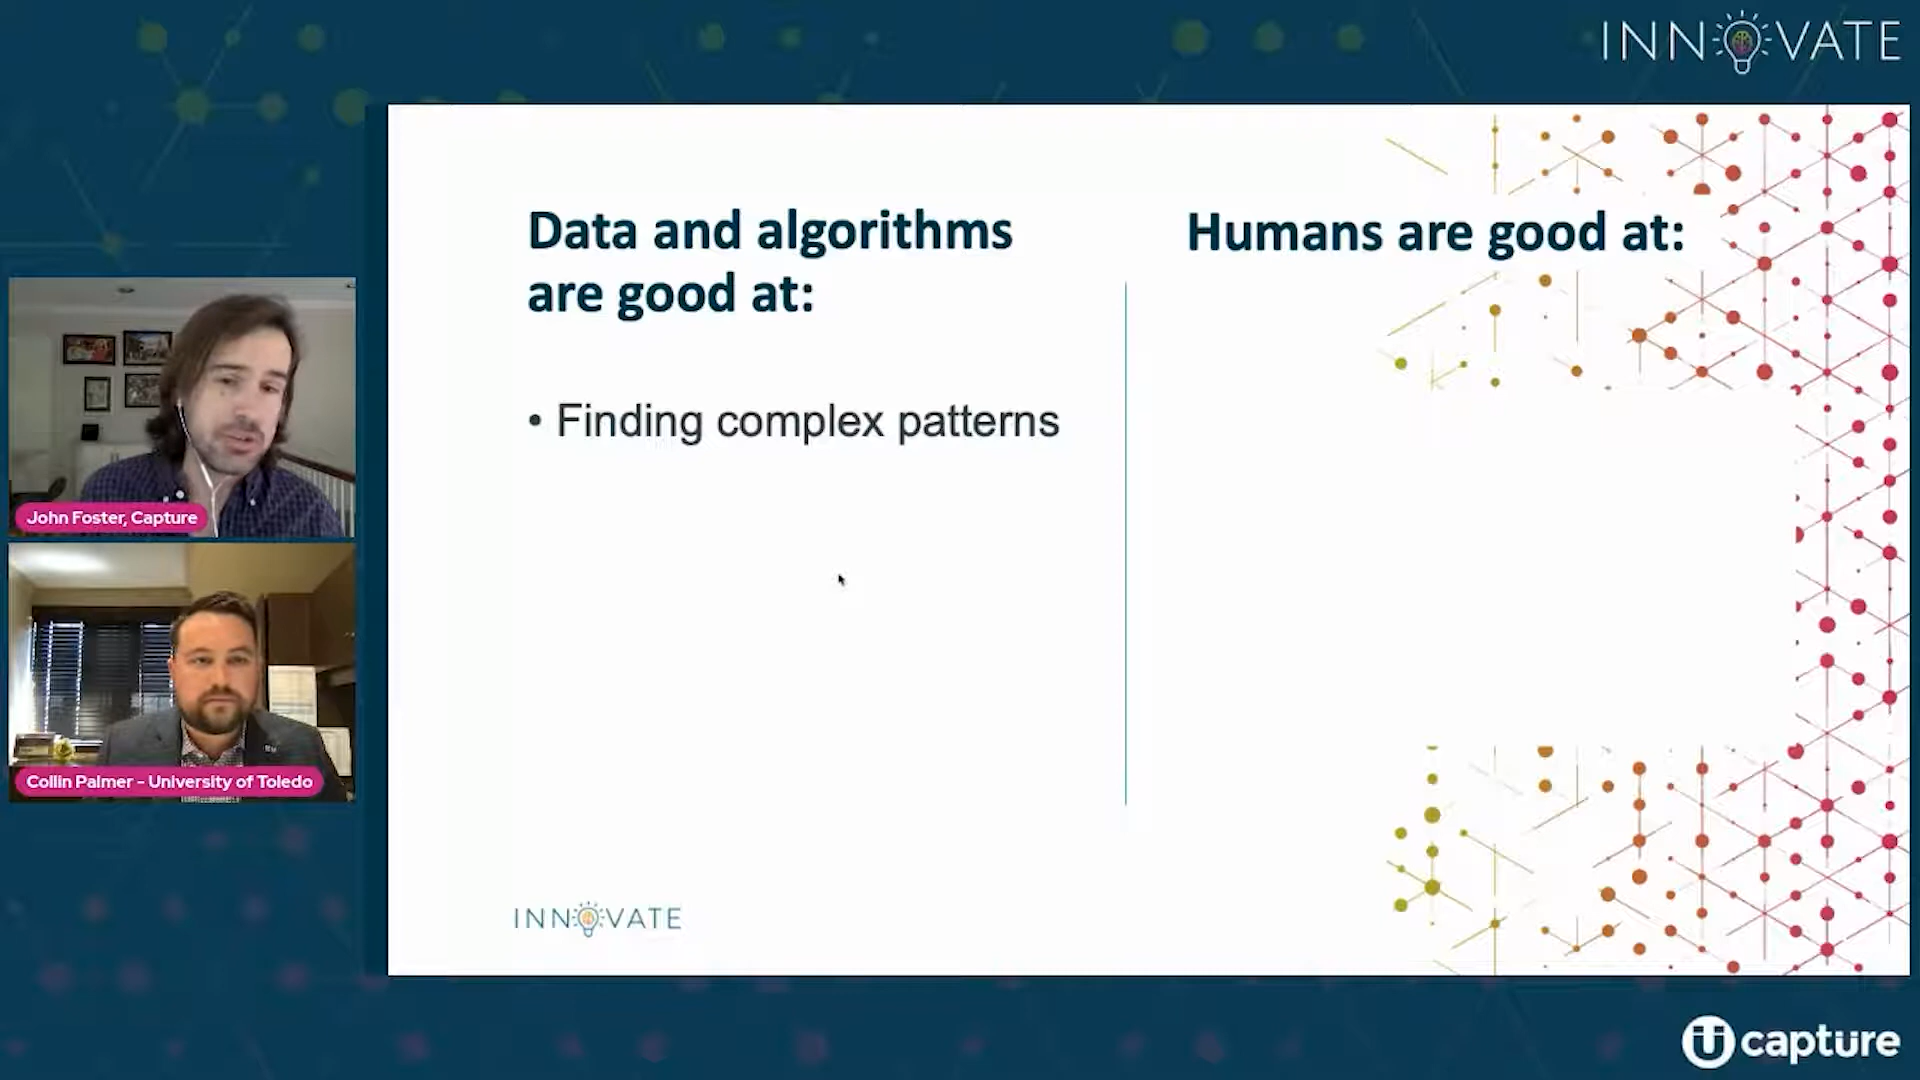 INNOVATE
Data and algorithms
are good at:
• Finding complex patterns
Humans are good at:
John Foster, Capture
Collin Palmer - University of Toledo
INNOVATE
capture